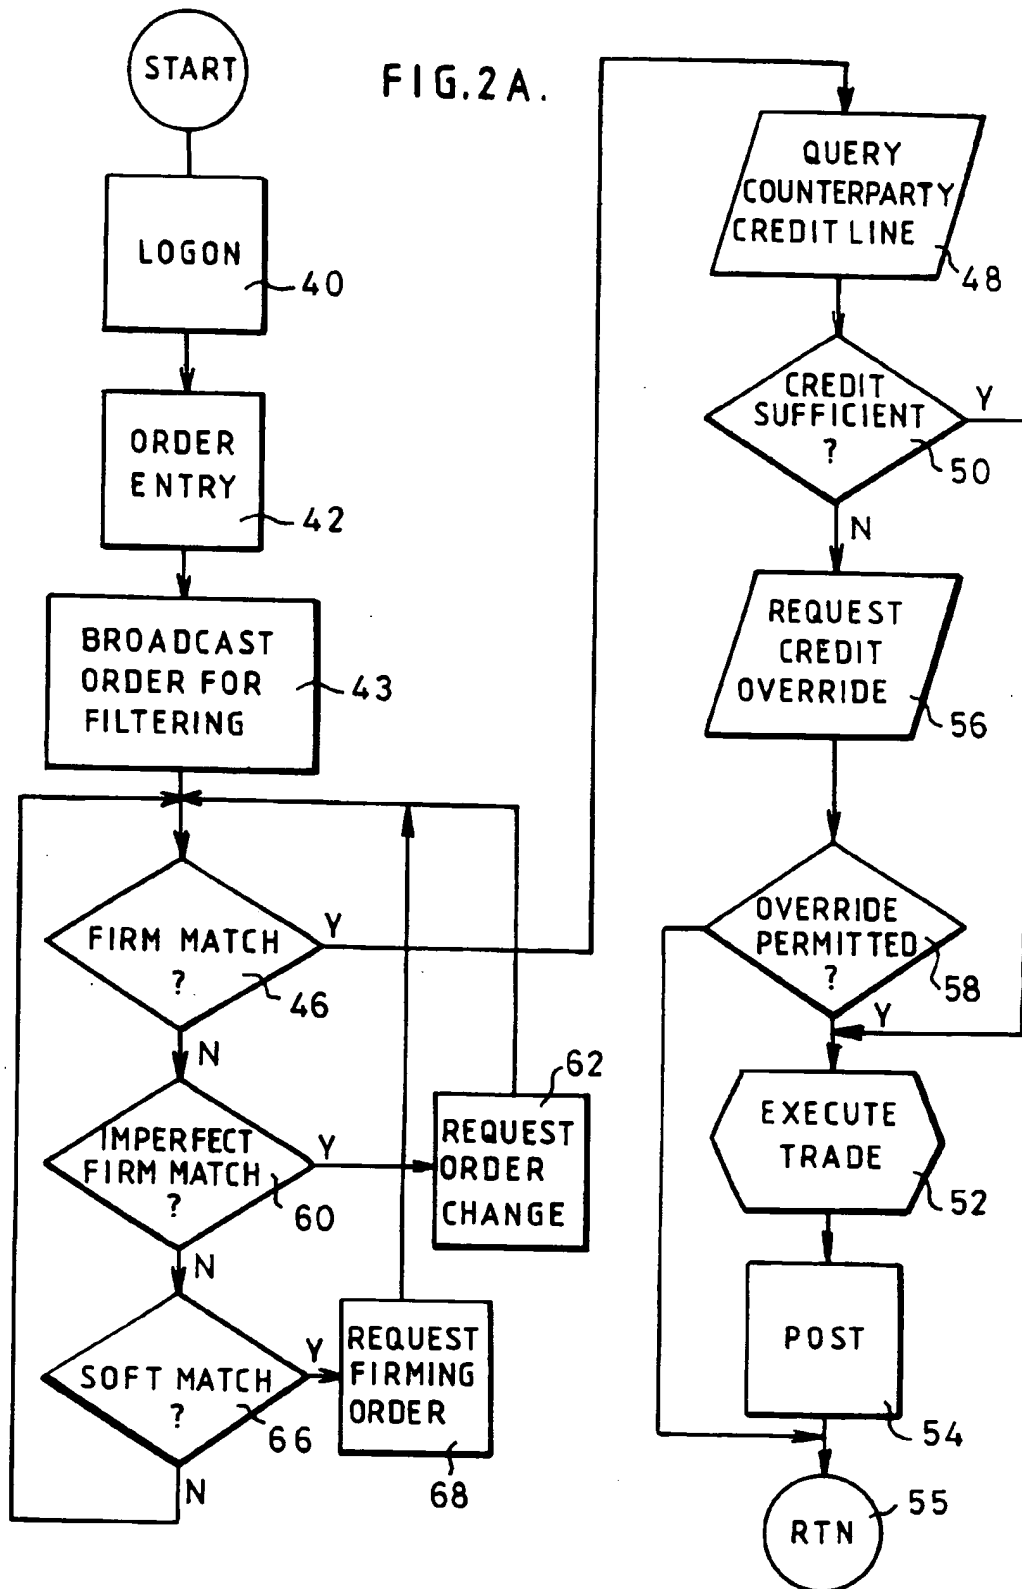 START
FIG.2A.
LOGON
40
ORDER
ENTRY
42
BROADCAST
ORDER FOR
FILTERING
43
FIRM MATCH
?
46
Y
N
IMPERFECT
FIRM MATCH
?
60
Y
N
62
REQUEST
ORDER
CHANGE
SOFT MATCH
?
66
Y
N
REQUEST
FIRMING
ORDER
68
QUERY
COUNTERPARTY
CREDIT LINE
48
CREDIT
SUFFICIENT
?
50
Y
N
REQUEST
CREDIT
OVERRIDE
56
OVERRIDE
PERMITTED
?
58
Y
EXECUTE
TRADE
52
POST
54
RTN
55